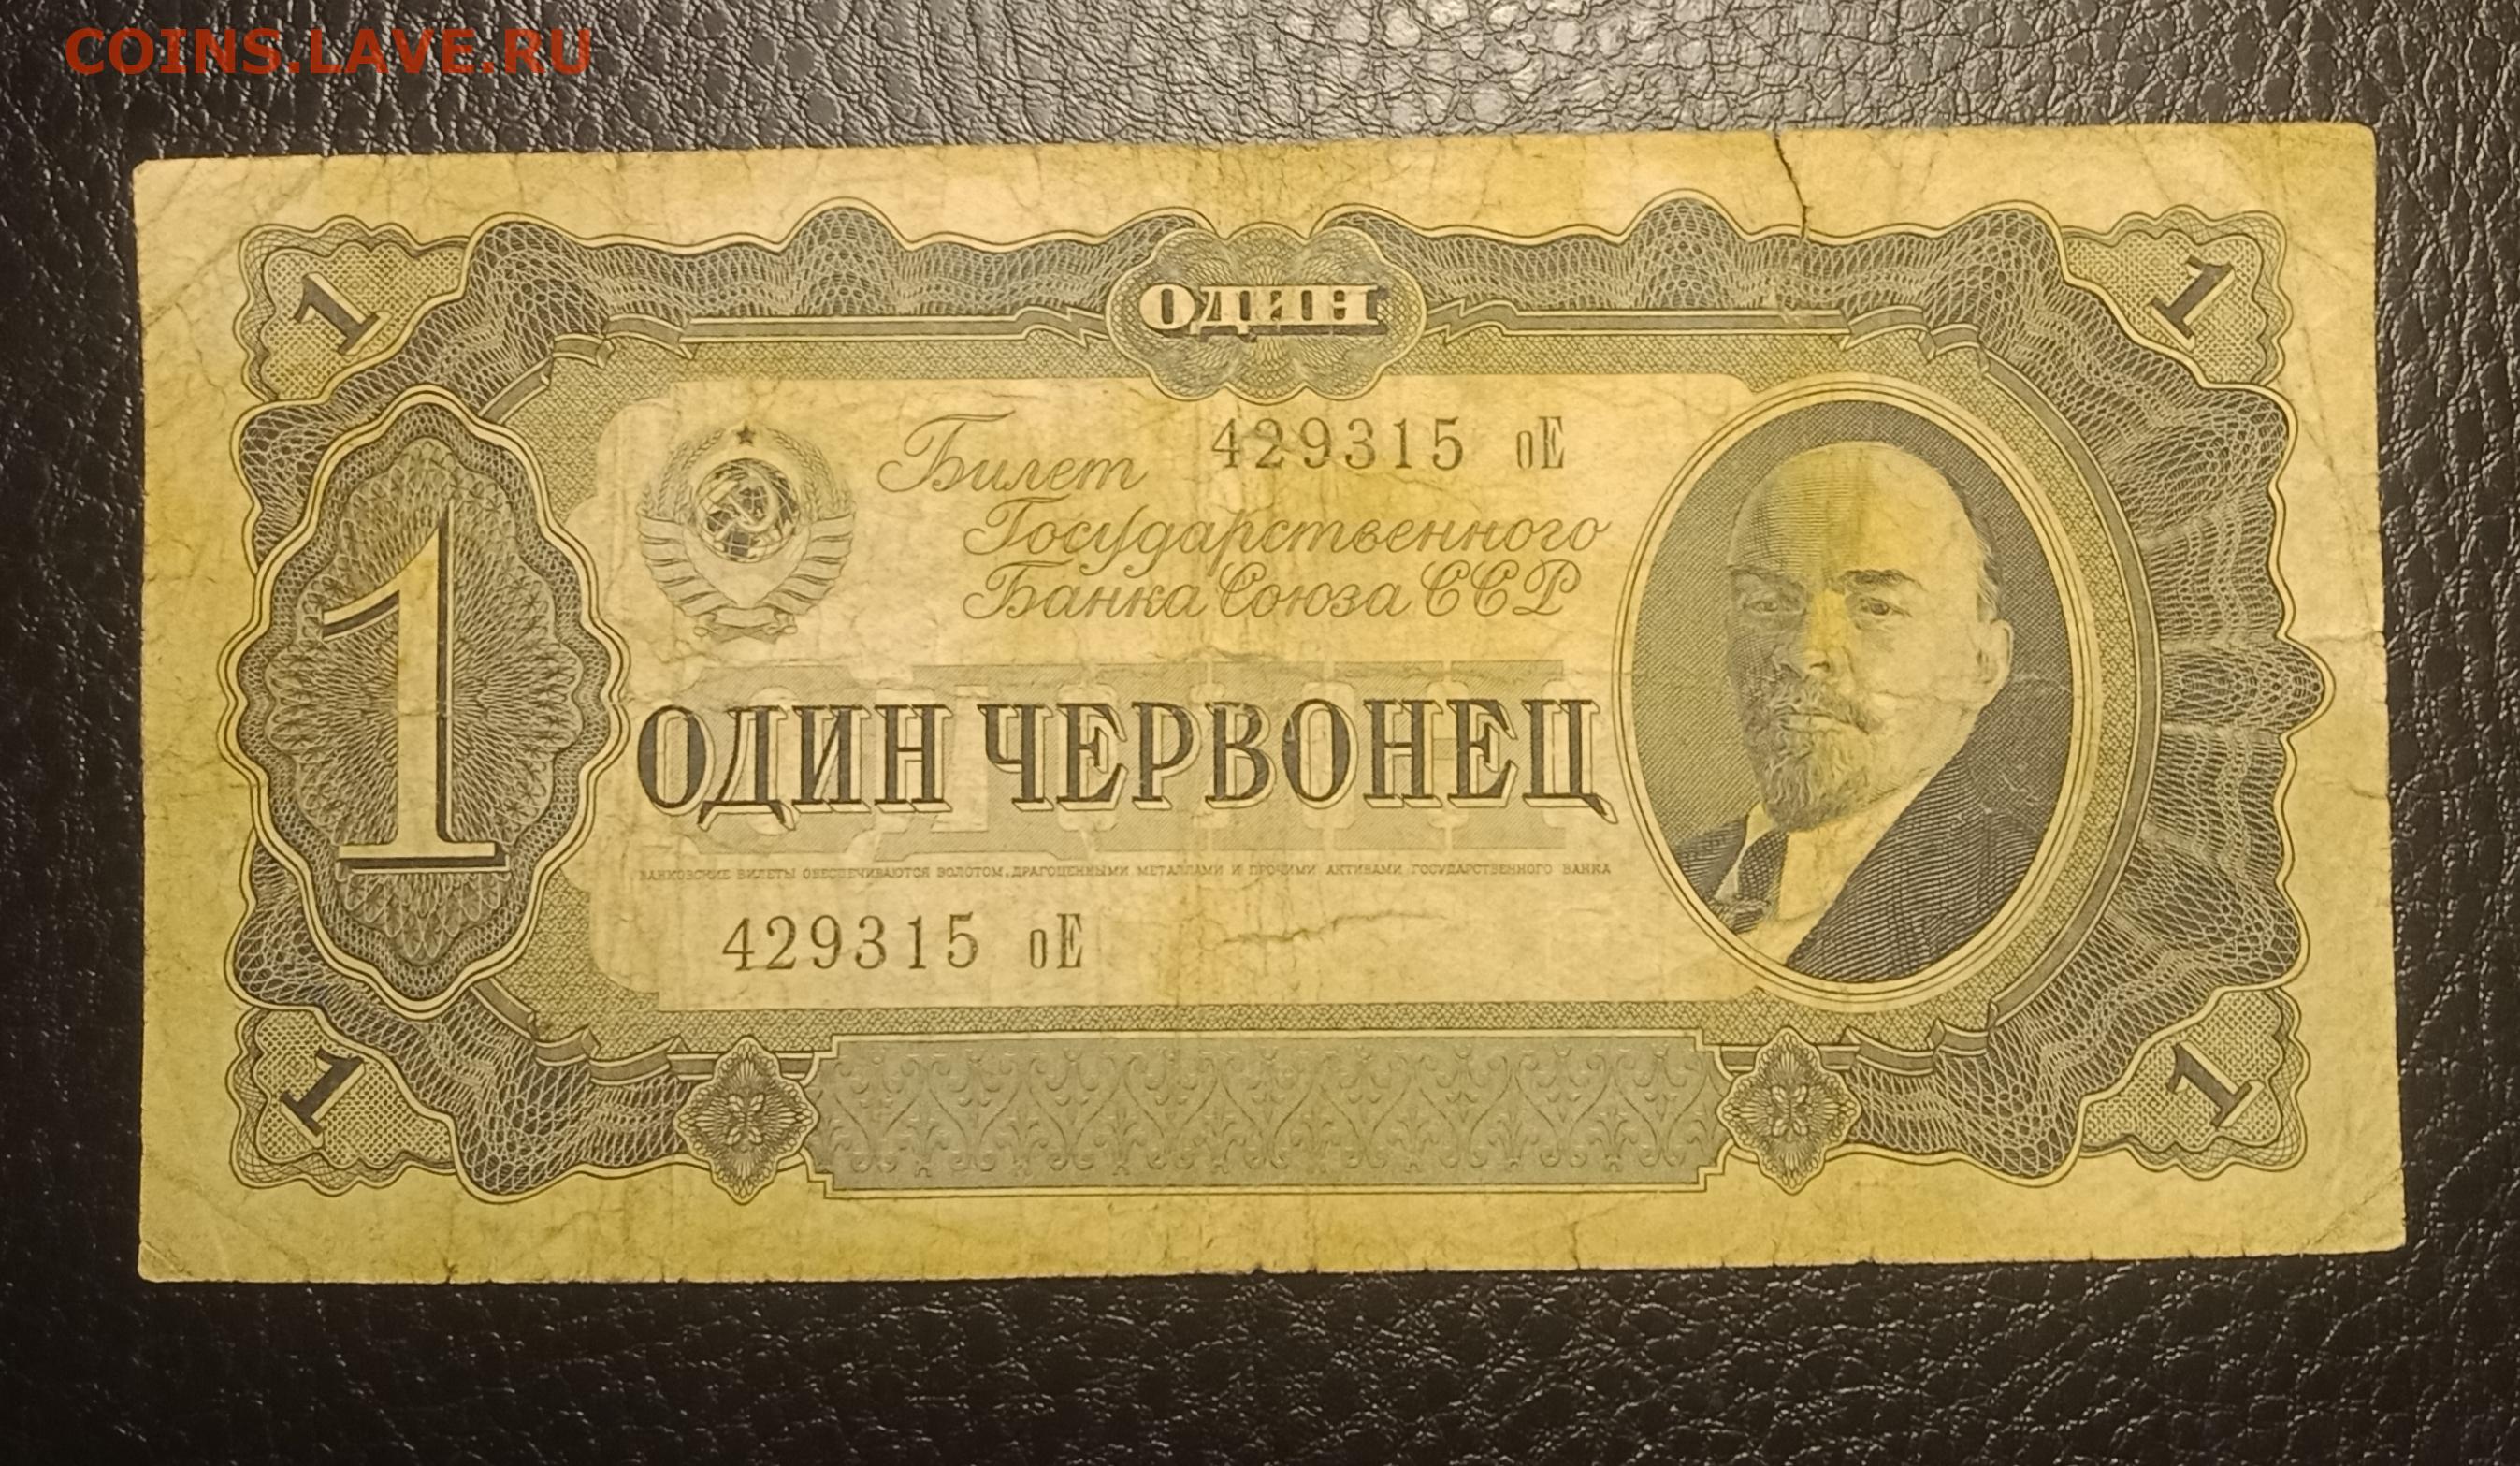 COINS.LAVE.RU
1
ОДИН
1
Билет 429315 оЕ
Государственного
Банка Союза ССР
1
ОДИН
ОДИН ЧЕРВОНЕЦ
БАНКОВСКИЕ БИЛЕТЫ ОБЕСПЕЧИВАЮТСЯ ЗОЛОТОМ, ДРАГОЦЕННЫМИ МЕТАЛЛАМИ И ПРОЧИМИ АКТИВАМИ ГОСУДАРСТВЕННОГО БАНКА
429315 оЕ
1
1